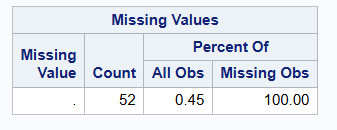 Missing Values
Missing Value Count Percent Of
All Obs Missing Obs
. 52 0.45 100.00